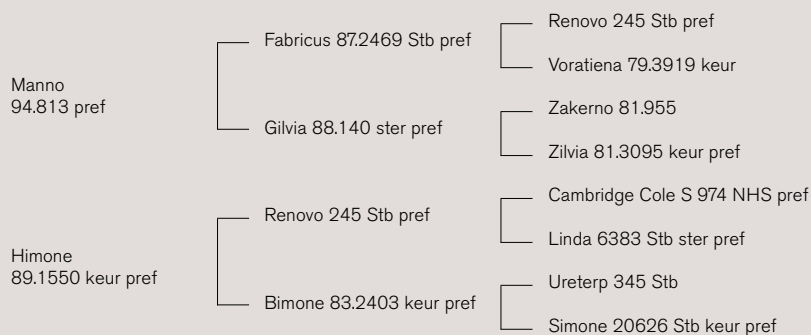 Manno
94.813 pref
Fabricus 87.2469 Stb pref
Renovo 245 Stb pref
Voratiena 79.3919 keur
Gilvia 88.140 ster pref
Zakerno 81.955
Zilvia 81.3095 keur pref
Himone
89.1550 keur pref
Renovo 245 Stb pref
Cambridge Cole S 974 NHS pref
Linda 6383 Stb ster pref
Bimone 83.2403 keur pref
Ureterp 345 Stb
Simone 20626 Stb keur pref